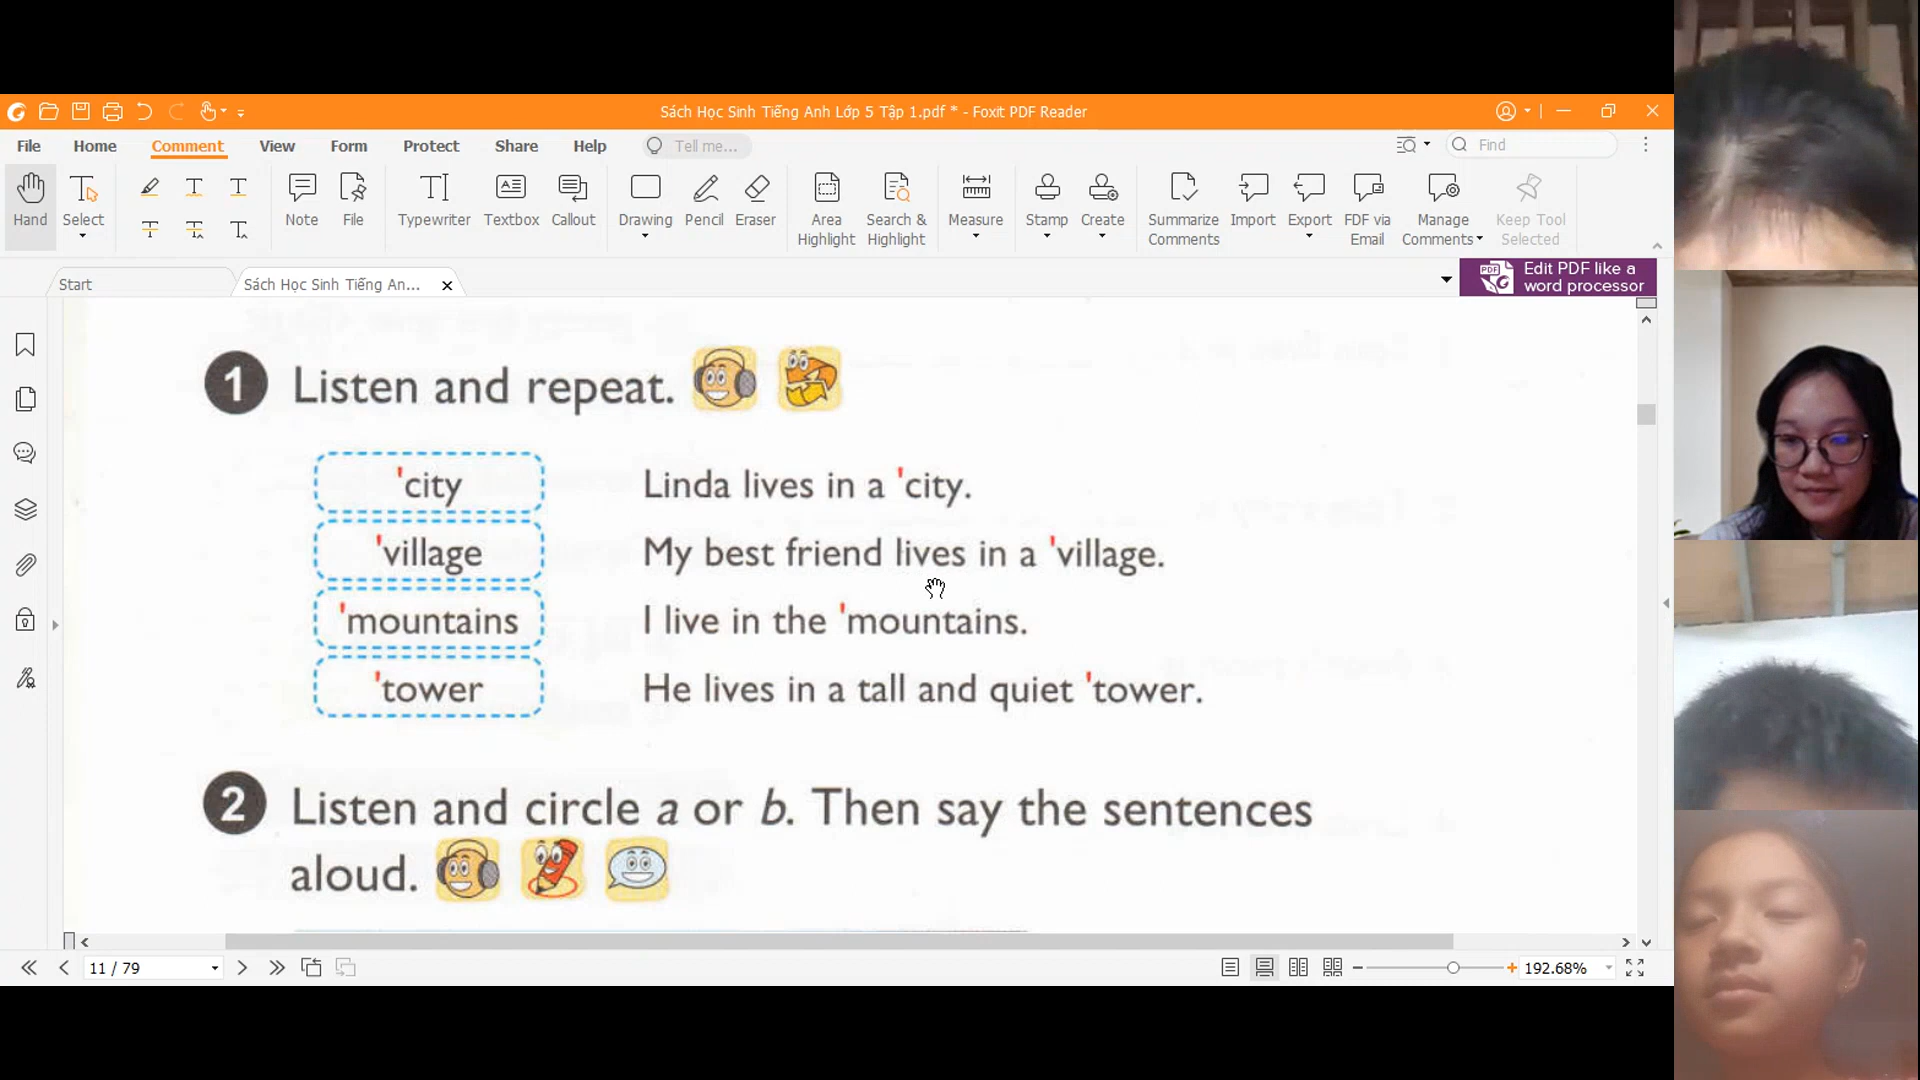 Sách Học Sinh Tiếng Anh Lớp 5 Tập 1.pdf * - Foxit PDF Reader
File Home Comment View Form Protect Share Help Tell me... Find
Hand Select Note File Typewriter Textbox Callout Drawing Pencil Eraser Area Highlight Search & Highlight Measure Stamp Create Summarize Comments Import Export FDF via Email Manage Comments Keep Tool Selected
Start Sách Học Sinh Tiếng An... Edit PDF like a word processor
1 Listen and repeat.
'city Linda lives in a 'city.
'village My best friend lives in a 'village.
'mountains I live in the 'mountains.
'tower He lives in a tall and quiet 'tower.
2 Listen and circle a or b. Then say the sentences
aloud.
11 / 79 192.68%